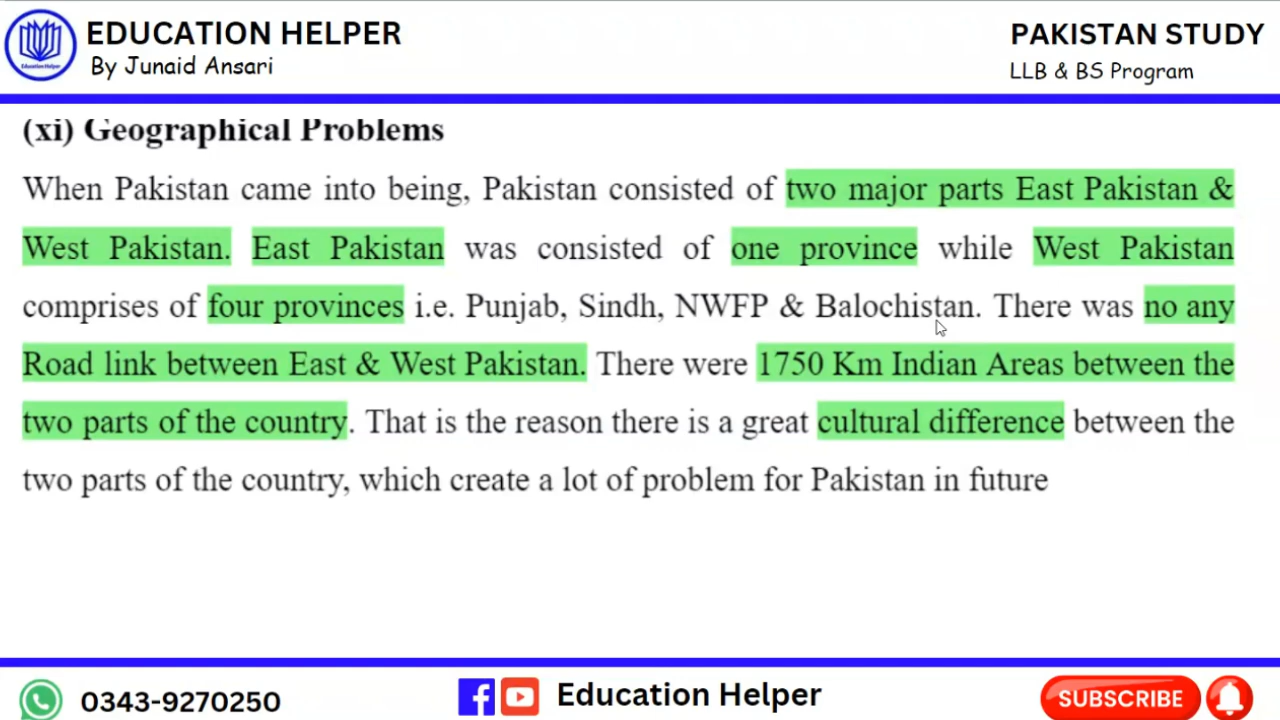 EDUCATION HELPER
By Junaid Ansari
PAKISTAN STUDY
LLB & BS Program
Education Helper
(xi) Geographical Problems
When Pakistan came into being, Pakistan consisted of two major parts East Pakistan &
West Pakistan. East Pakistan was consisted of one province while West Pakistan
comprises of four provinces i.e. Punjab, Sindh, NWFP & Balochistan. There was no any
Road link between East & West Pakistan. There were 1750 Km Indian Areas between the
two parts of the country. That is the reason there is a great cultural difference between the
two parts of the country, which create a lot of problem for Pakistan in future
0343-9270250
Education Helper
SUBSCRIBE